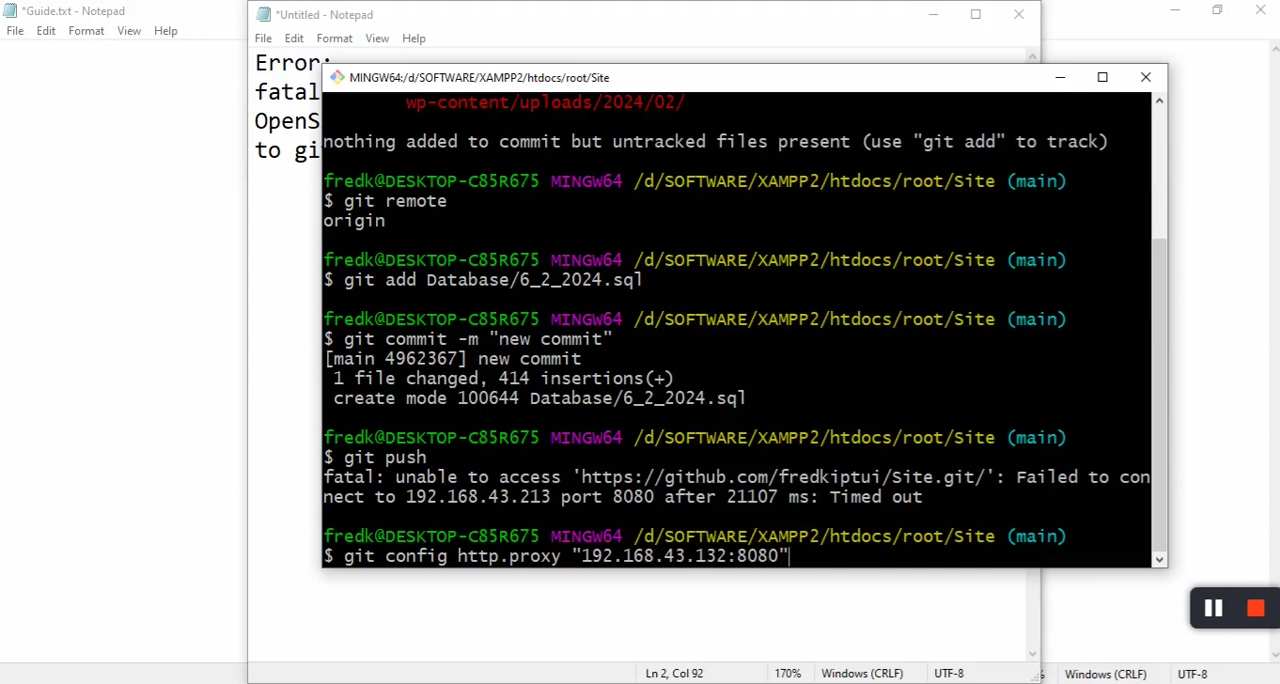 *Guide.txt - Notepad
File Edit Format View Help
*Untitled - Notepad
File Edit Format View Help
Error:
fatal
OpenS
to gi
MINGW64:/d/SOFTWARE/XAMPP2/htdocs/root/Site
wp-content/uploads/2024/02/
nothing added to commit but untracked files present (use "git add" to track)
fredk@DESKTOP-C85R675 MINGW64 /d/SOFTWARE/XAMPP2/htdocs/root/Site (main)
$ git remote
origin
fredk@DESKTOP-C85R675 MINGW64 /d/SOFTWARE/XAMPP2/htdocs/root/Site (main)
$ git add Database/6_2_2024.sql
fredk@DESKTOP-C85R675 MINGW64 /d/SOFTWARE/XAMPP2/htdocs/root/Site (main)
$ git commit -m "new commit"
[main 4962367] new commit
1 file changed, 414 insertions(+)
create mode 100644 Database/6_2_2024.sql
fredk@DESKTOP-C85R675 MINGW64 /d/SOFTWARE/XAMPP2/htdocs/root/Site (main)
$ git push
fatal: unable to access 'https://github.com/fredkiptui/Site.git/': Failed to con
nect to 192.168.43.213 port 8080 after 21107 ms: Timed out
fredk@DESKTOP-C85R675 MINGW64 /d/SOFTWARE/XAMPP2/htdocs/root/Site (main)
$ git config http.proxy "192.168.43.132:8080"
Ln 2, Col 92 170% Windows (CRLF) UTF-8
% Windows (CRLF) UTF-8